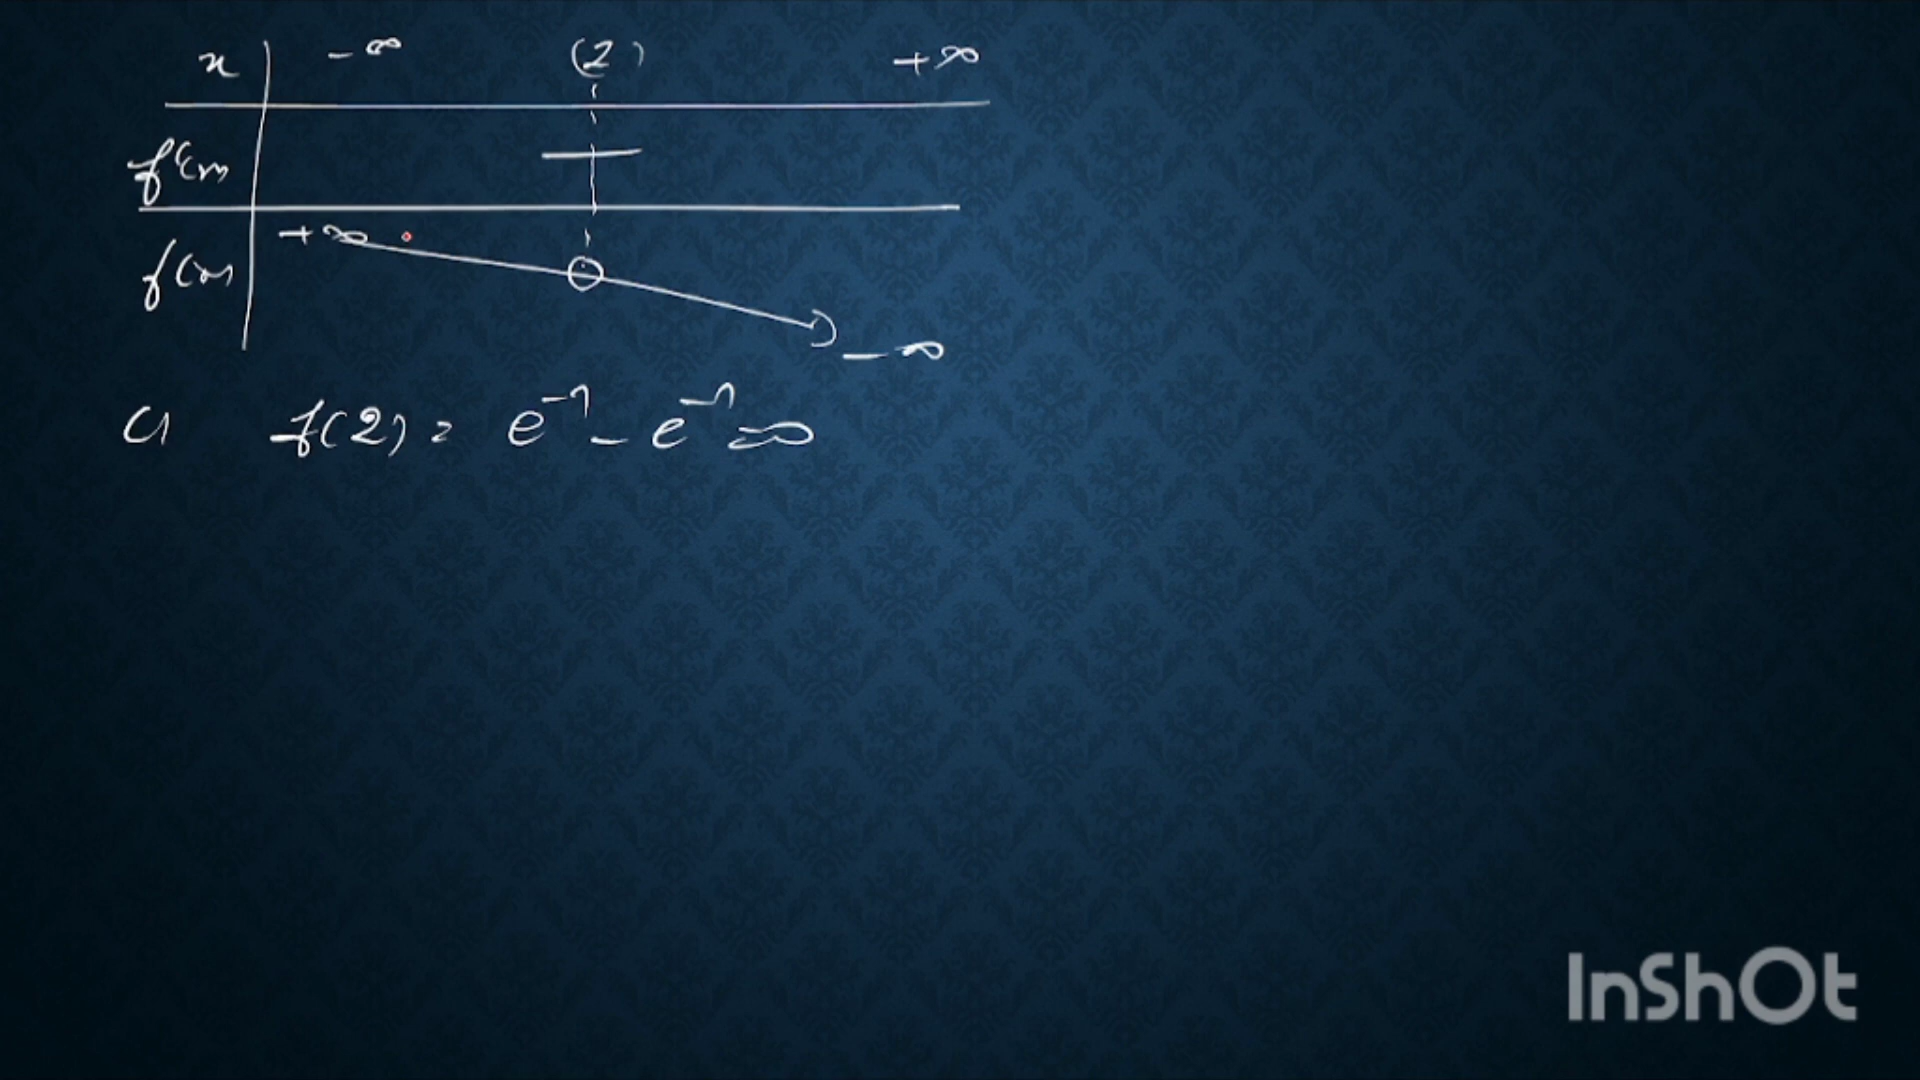 x -∞ (2) +∞
f'(x) —
f(x) +∞ 0 -∞
c) f(2) = e^-1 - e^-1 = 0
InShOt